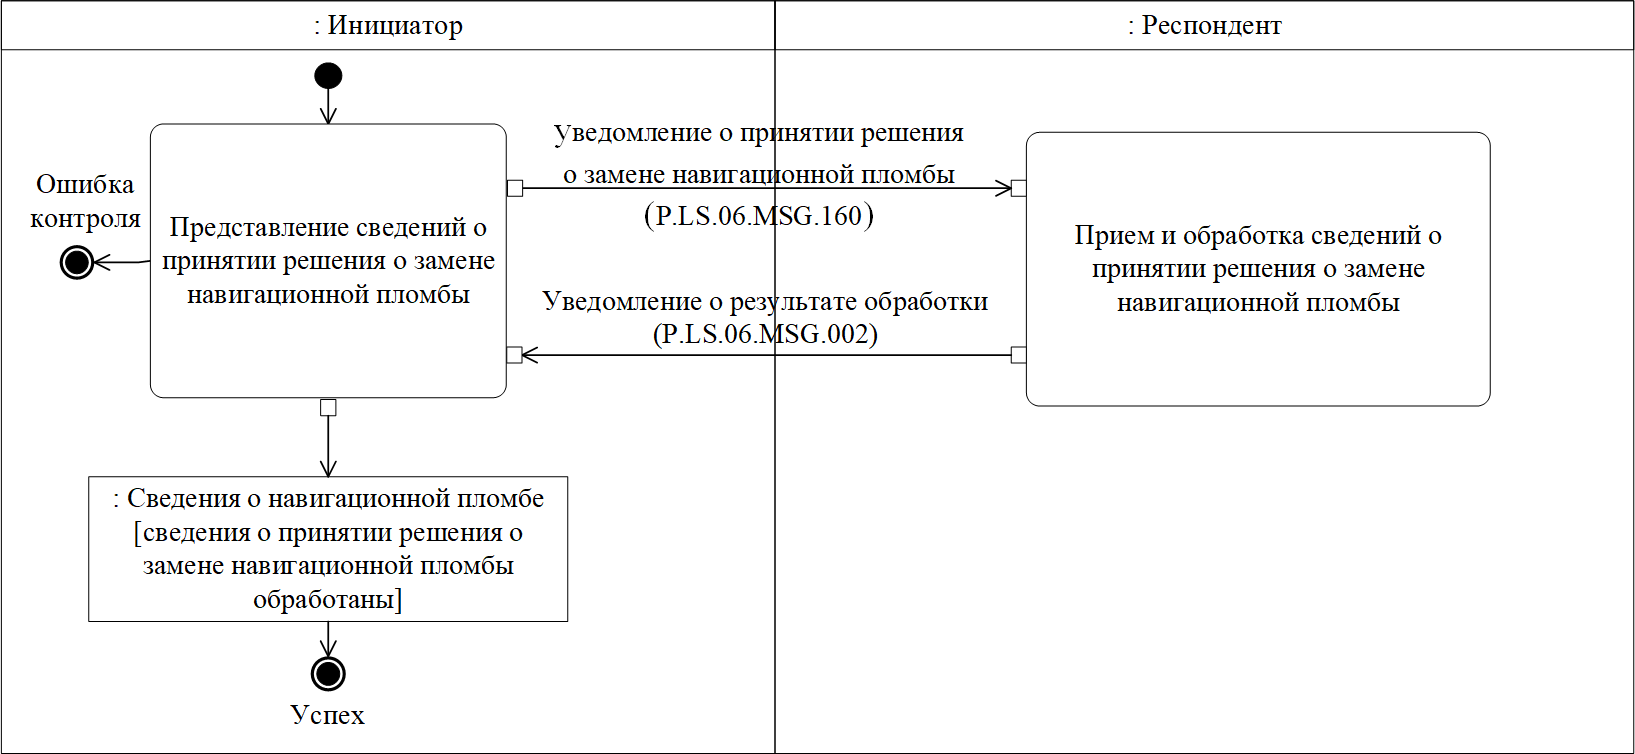 : Инициатор
: Респондент
Уведомление о принятии решения
о замене навигационной пломбы
(P.LS.06.MSG.160)
Ошибка
контроля
Представление сведений о
принятии решения о замене
навигационной пломбы
Прием и обработка сведений о
принятии решения о замене
навигационной пломбы
Уведомление о результате обработки
(P.LS.06.MSG.002)
: Сведения о навигационной пломбе
[сведения о принятии решения о
замене навигационной пломбы
обработаны]
Успех